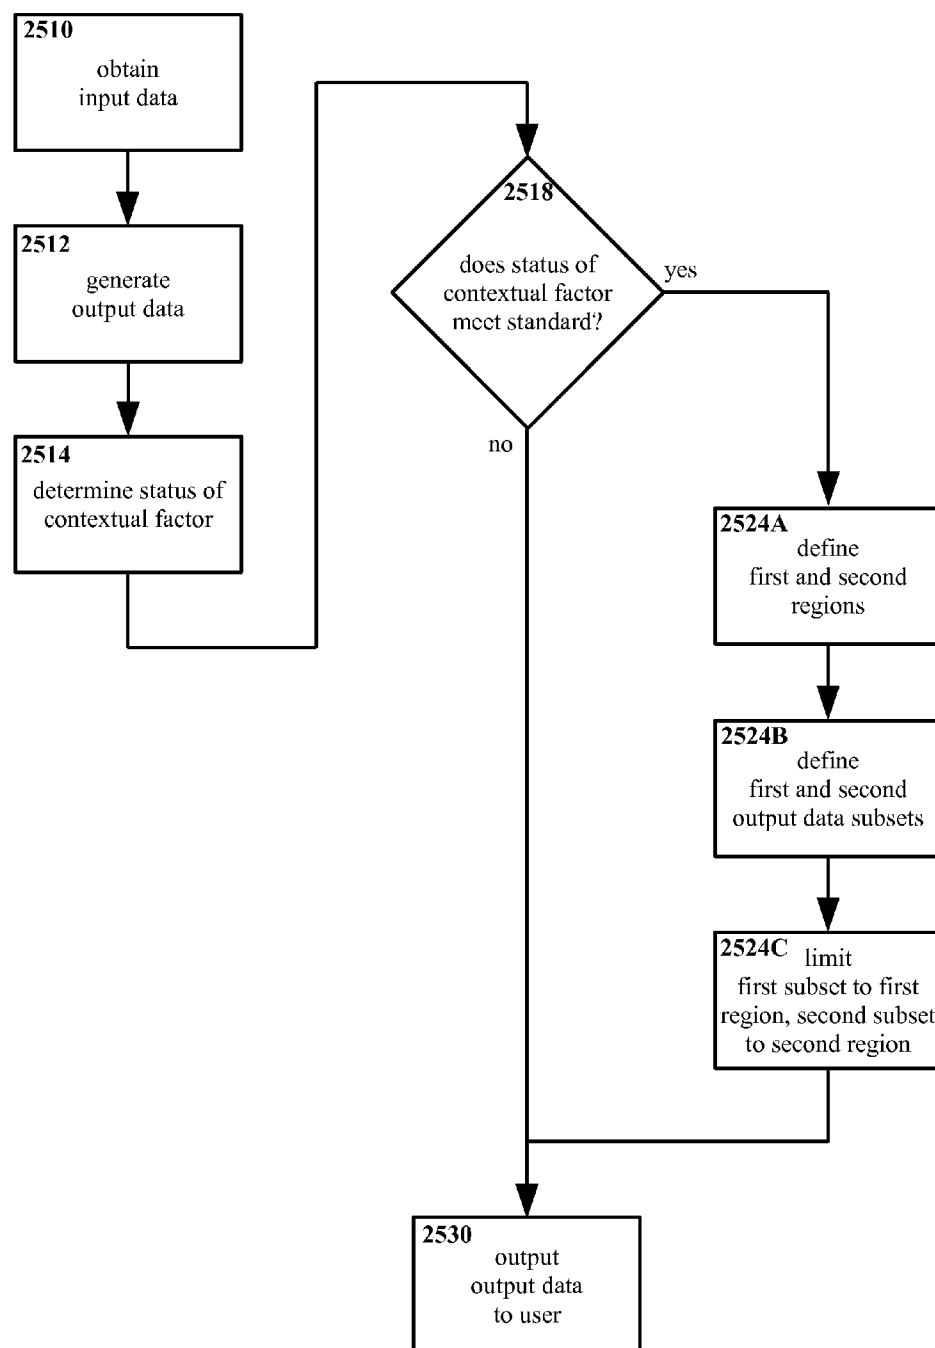 2510
obtain
input data
2512
generate
output data
2514
determine status of
contextual factor
2518
does status of
contextual factor
meet standard?
yes
no
2524A
define
first and second
regions
2524B
define
first and second
output data subsets
2524C
limit
first subset to first
region, second subset
to second region
2530
output
output data
to user